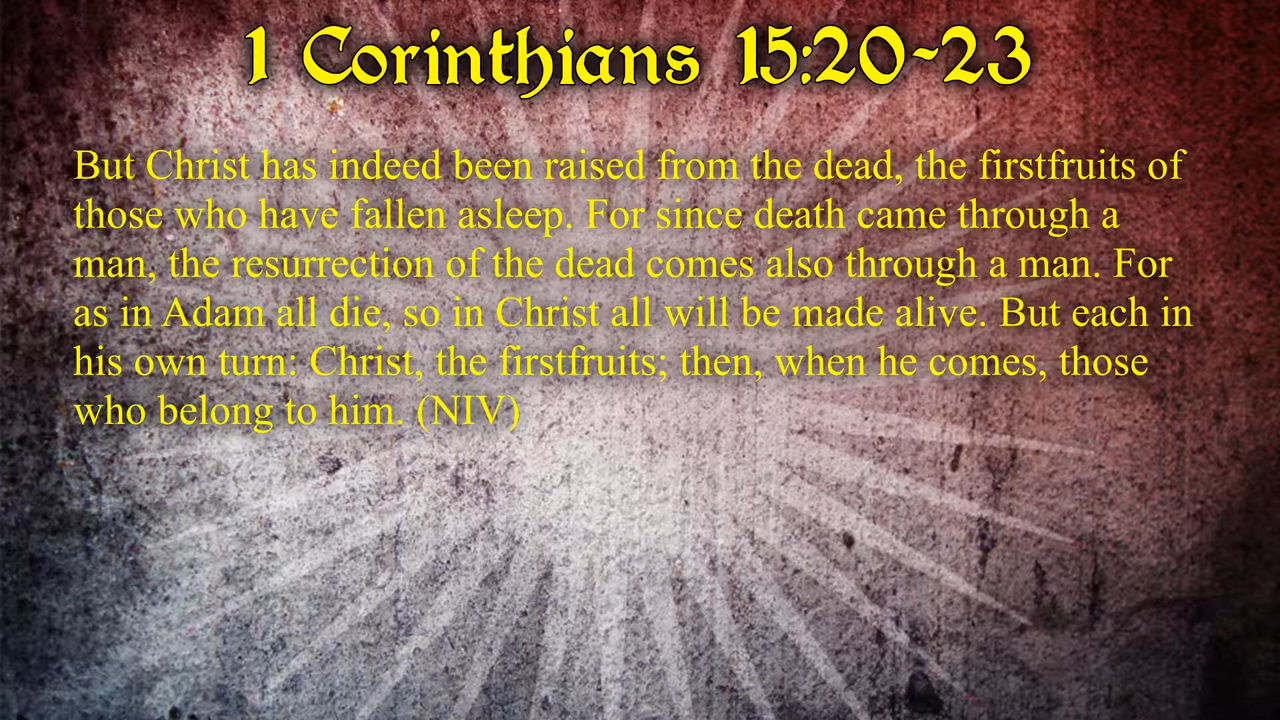 1 Corinthians 15:20-23
But Christ has indeed been raised from the dead, the firstfruits of
those who have fallen asleep. For since death came through a
man, the resurrection of the dead comes also through a man. For
as in Adam all die, so in Christ all will be made alive. But each in
his own turn: Christ, the firstfruits; then, when he comes, those
who belong to him. (NIV)